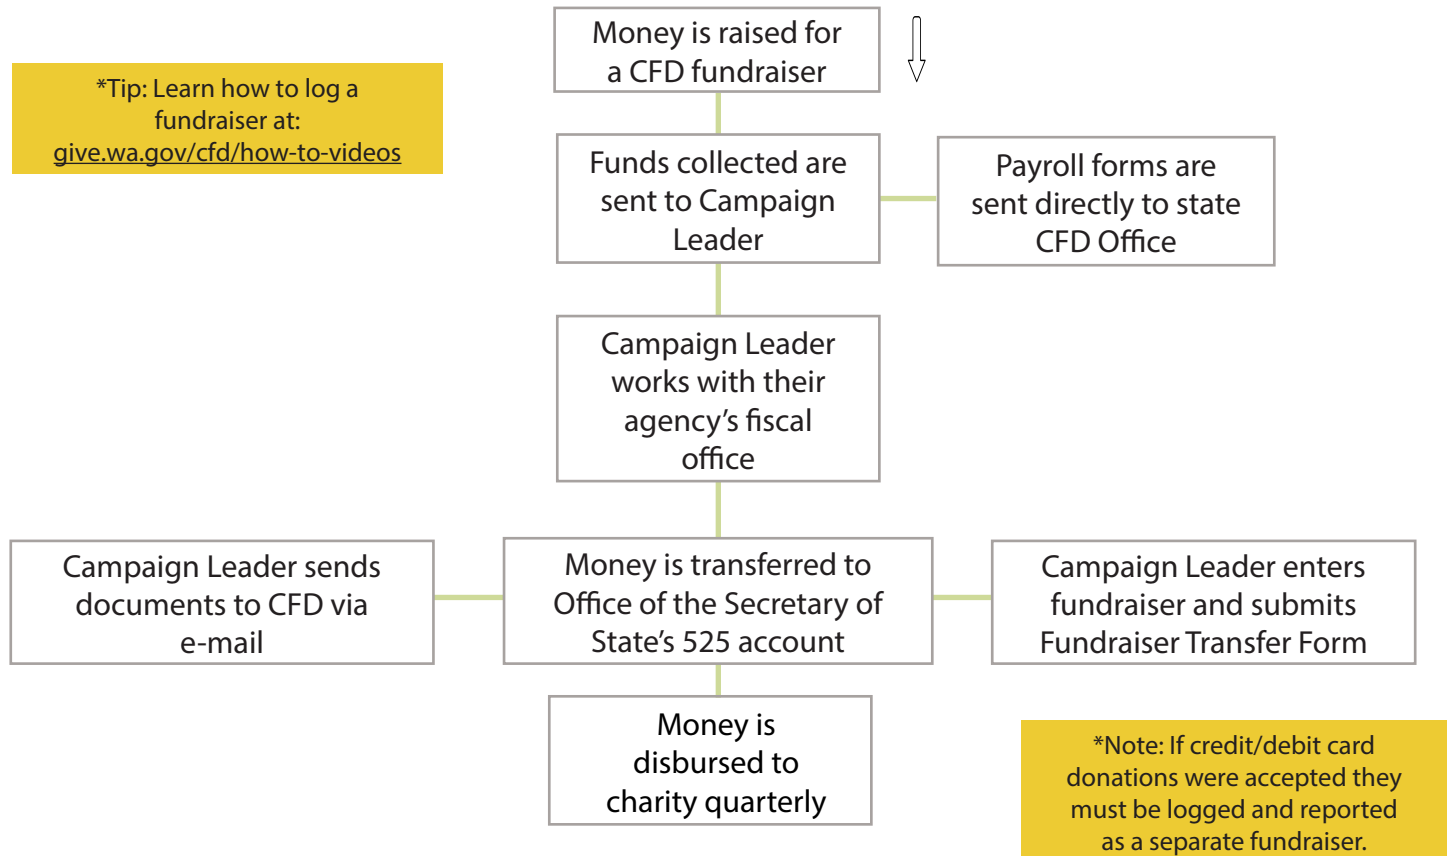 Money is raised for
a CFD fundraiser
*Tip: Learn how to log a
fundraiser at:
give.wa.gov/cfd/how-to-videos
Funds collected are
sent to Campaign
Leader
Payroll forms are
sent directly to state
CFD Office
Campaign Leader
works with their
agency’s fiscal
office
Campaign Leader sends
documents to CFD via
e-mail
Money is transferred to
Office of the Secretary of
State’s 525 account
Campaign Leader enters
fundraiser and submits
Fundraiser Transfer Form
Money is
disbursed to
charity quarterly
*Note: If credit/debit card
donations were accepted they
must be logged and reported
as a separate fundraiser.